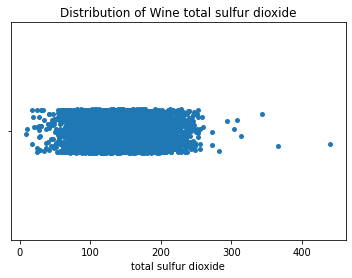 Distribution of Wine total sulfur dioxide
0 100 200 300 400
total sulfur dioxide